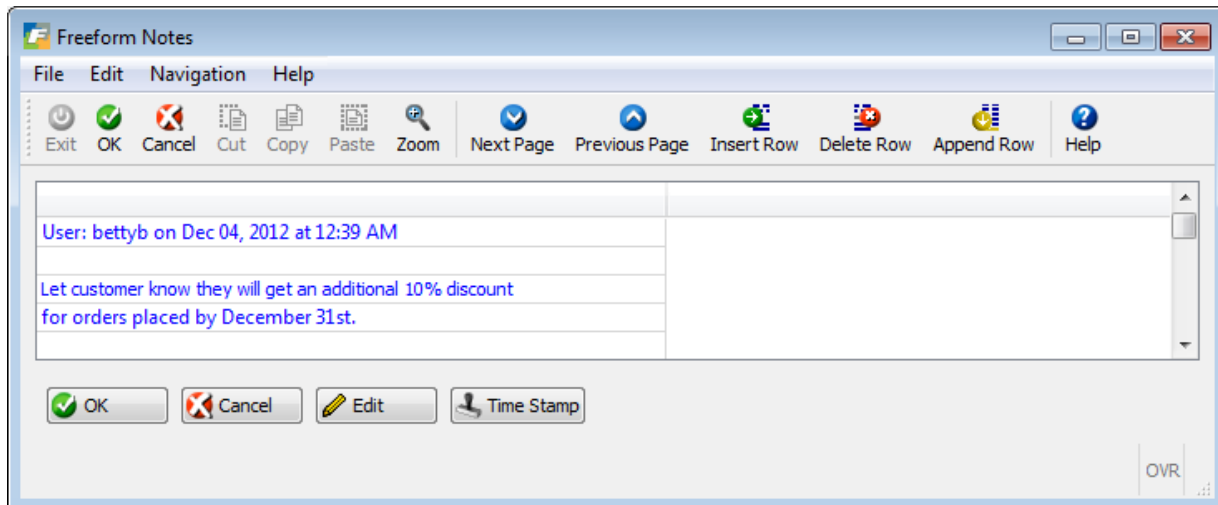 Freeform Notes
File Edit Navigation Help
Exit OK Cancel Cut Copy Paste Zoom Next Page Previous Page Insert Row Delete Row Append Row Help
User: bettyb on Dec 04, 2012 at 12:39 AM
Let customer know they will get an additional 10% discount
for orders placed by December 31st.
OK Cancel Edit Time Stamp
OVR